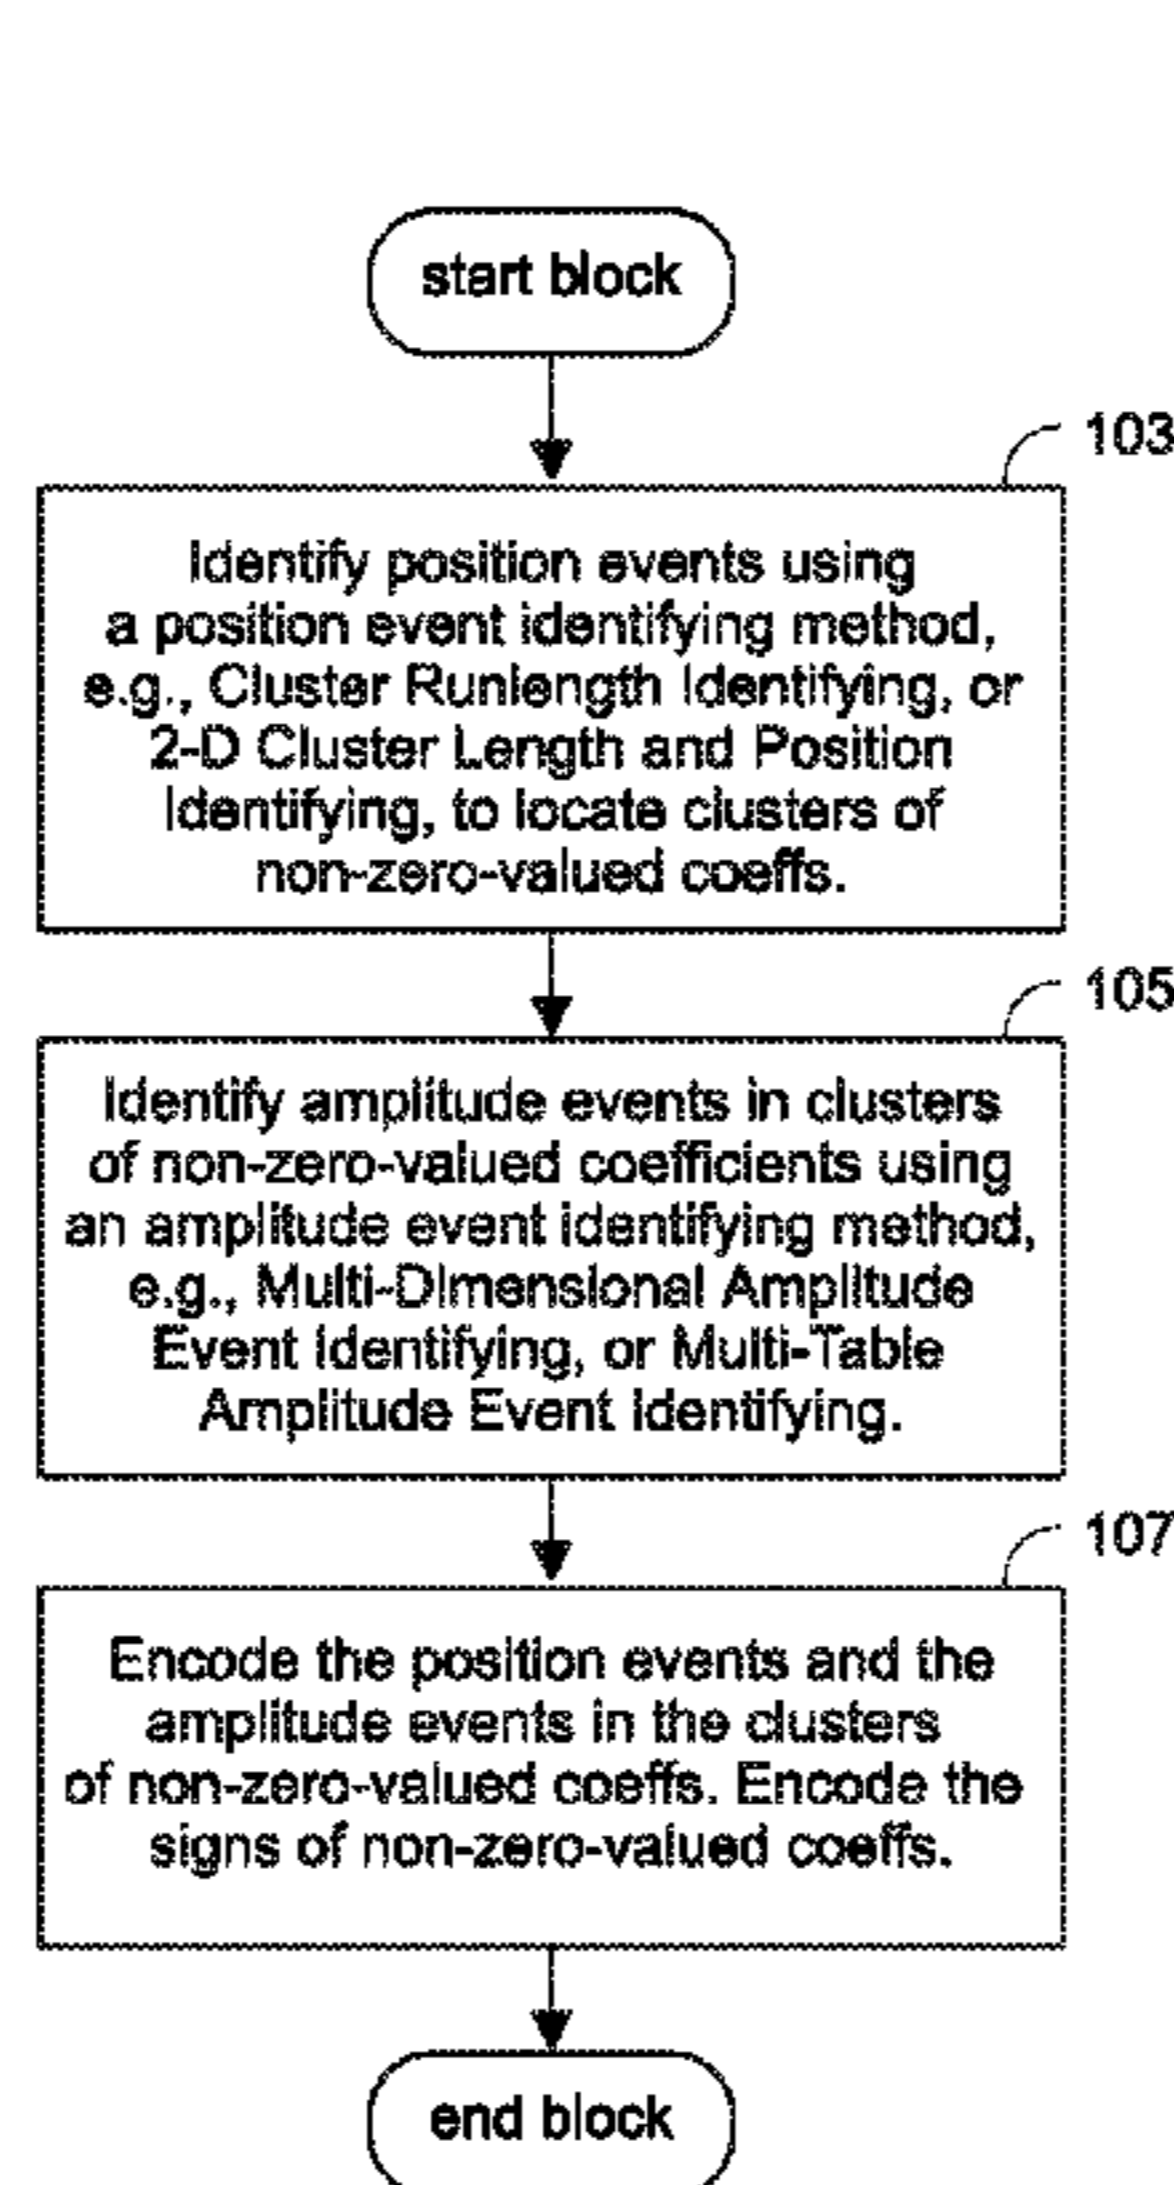 start block
103
Identify position events using
a position event identifying method,
e.g., Cluster Runlength Identifying, or
2-D Cluster Length and Position
Identifying, to locate clusters of
non-zero-valued coeffs.
105
Identify amplitude events in clusters
of non-zero-valued coefficients using
an amplitude event identifying method,
e.g., Multi-Dimensional Amplitude
Event Identifying, or Multi-Table
Amplitude Event Identifying.
107
Encode the position events and the
amplitude events in the clusters
of non-zero-valued coeffs. Encode the
signs of non-zero-valued coeffs.
end block